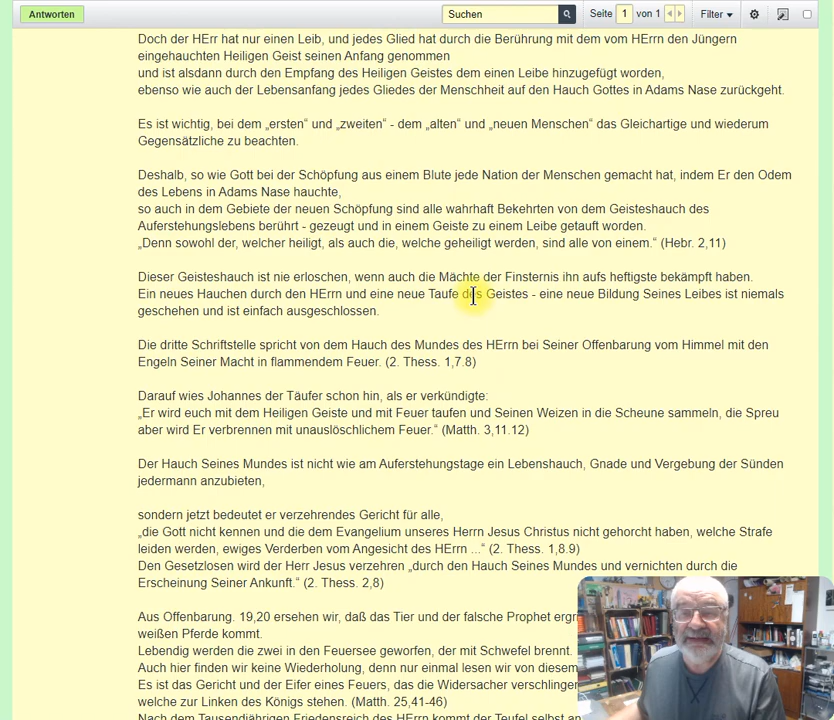 Antworten
Suchen
Seite 1 von 1
Filter
Doch der HErr hat nur einen Leib, und jedes Glied hat durch die Berührung mit dem vom HErrn den Jüngern
eingehauchten Heiligen Geist seinen Anfang genommen
und ist alsdann durch den Empfang des Heiligen Geistes dem einen Leibe hinzugefügt worden,
ebenso wie auch der Lebensanfang jedes Gliedes der Menschheit auf den Hauch Gottes in Adams Nase zurückgeht.
Es ist wichtig, bei dem „ersten“ und „zweiten“ - dem „alten“ und „neuen Menschen“ das Gleichartige und wiederum
Gegensätzliche zu beachten.
Deshalb, so wie Gott bei der Schöpfung aus einem Blute jede Nation der Menschen gemacht hat, indem Er den Odem
des Lebens in Adams Nase hauchte,
so auch in dem Gebiete der neuen Schöpfung sind alle wahrhaft Bekehrten von dem Geisteshauch des
Auferstehungslebens berührt - gezeugt und in einem Geiste zu einem Leibe getauft worden.
„Denn sowohl der, welcher heiligt, als auch die, welche geheiligt werden, sind alle von einem.“ (Hebr. 2,11)
Dieser Geisteshauch ist nie erloschen, wenn auch die Mächte der Finsternis ihn aufs heftigste bekämpft haben.
Ein neues Hauchen durch den HErrn und eine neue Taufe des Geistes - eine neue Bildung Seines Leibes ist niemals
geschehen und ist einfach ausgeschlossen.
Die dritte Schriftstelle spricht von dem Hauch des Mundes des HErrn bei Seiner Offenbarung vom Himmel mit den
Engeln Seiner Macht in flammendem Feuer. (2. Thess. 1,7.8)
Darauf wies Johannes der Täufer schon hin, als er verkündigte:
„Er wird euch mit dem Heiligen Geiste und mit Feuer taufen und Seinen Weizen in die Scheune sammeln, die Spreu
aber wird Er verbrennen mit unauslöschlichem Feuer.“ (Matth. 3,11.12)
Der Hauch Seines Mundes ist nicht wie am Auferstehungstage ein Lebenshauch, Gnade und Vergebung der Sünden
jedermann anzubieten,
sondern jetzt bedeutet er verzehrendes Gericht für alle,
„die Gott nicht kennen und die dem Evangelium unseres Herrn Jesus Christus nicht gehorcht haben, welche Strafe
leiden werden, ewiges Verderben vom Angesicht des HErrn ...“ (2. Thess. 1,8.9)
Den Gesetzlosen wird der Herr Jesus verzehren „durch den Hauch Seines Mundes und vernichten durch die
Erscheinung Seiner Ankunft.“ (2. Thess. 2,8)
Aus Offenbarung. 19,20 ersehen wir, daß das Tier und der falsche Prophet
weißen Pferde kommt.
Lebendig werden die zwei in den Feuersee geworfen, der mit Schwefel brennt.
Auch hier finden wir keine Wiederholung, denn nur einmal lesen wir von diesem
Es ist das Gericht und der Eifer eines Feuers, das die Widersacher
welche zur Linken des Königs stehen. (Matth. 25,41-46)
Nach dem Tausendjährigen Friedensreich des HErrn kommt der Teufel selbst